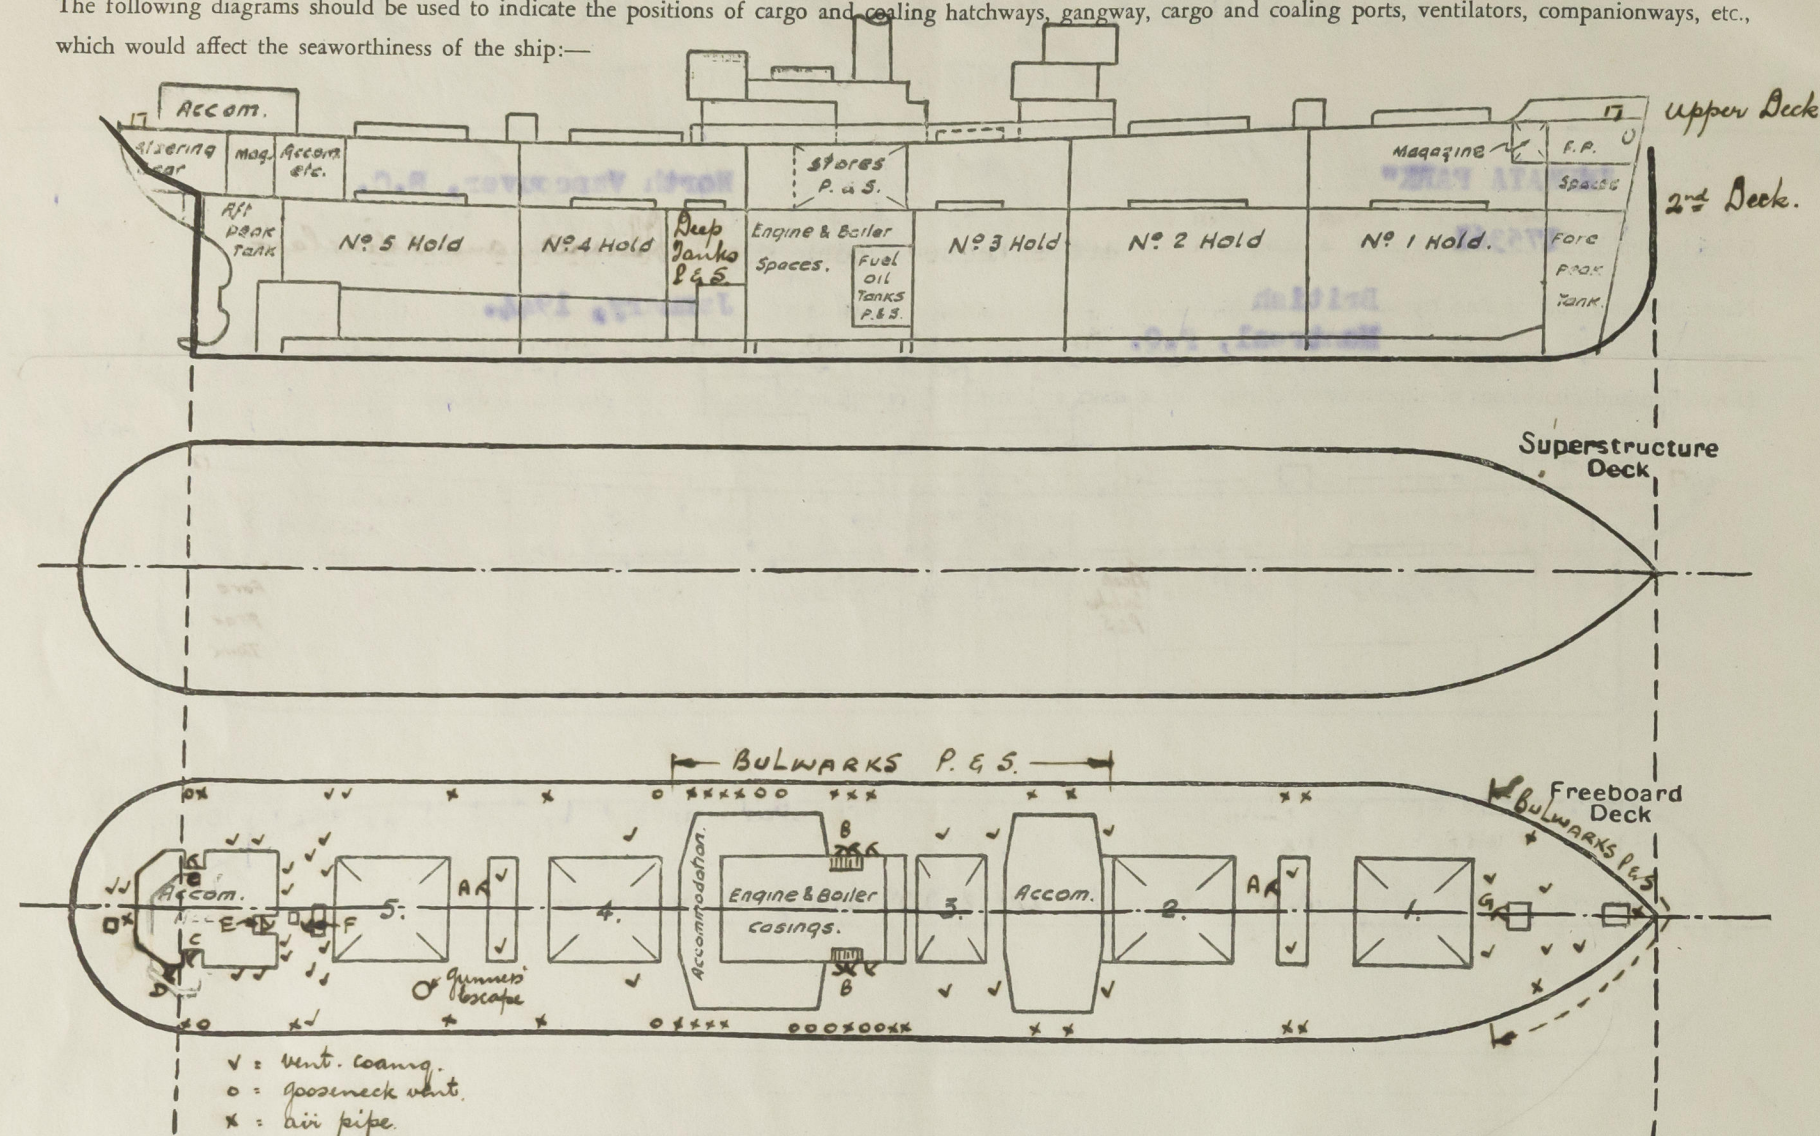 The following diagrams should be used to indicate the positions of cargo and coaling hatchways, gangway, cargo and coaling ports, ventilators, companionways, etc.,
which would affect the seaworthiness of the ship:—
Accom.
Upper Deck
Steering
Gear
Mag.
Accom.
etc.
Stores
P. & S.
Magazine
F.P.
Spaces
2nd Deck.
Aft
Peak
Tank
No 5 Hold
No 4 Hold
Deep
Tanks
P & S.
Engine & Boiler
Spaces.
Fuel
Oil
Tanks
P. & S.
No 3 Hold
No 2 Hold
No 1 Hold.
Fore
Peak
Tank.
Superstructure
Deck
BULWARKS P. & S.
Freeboard
Deck
BULWARKS P & S
Accom.
E
F
C
D
5.
A
4.
Accommodation.
Engine & Boiler
Casings.
B
B
3.
Accom.
2.
A
1.
G
Gunners'
Escape
v = vent. coamg.
o = gooseneck vent.
x = air pipe.